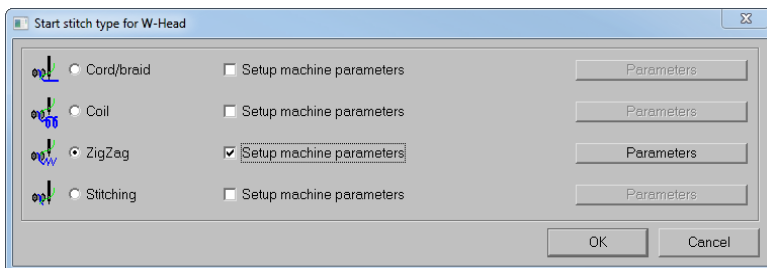 Start stitch type for W-Head
Cord/braid Setup machine parameters Parameters
Coil Setup machine parameters Parameters
ZigZag Setup machine parameters Parameters
Stitching Setup machine parameters Parameters
OK Cancel